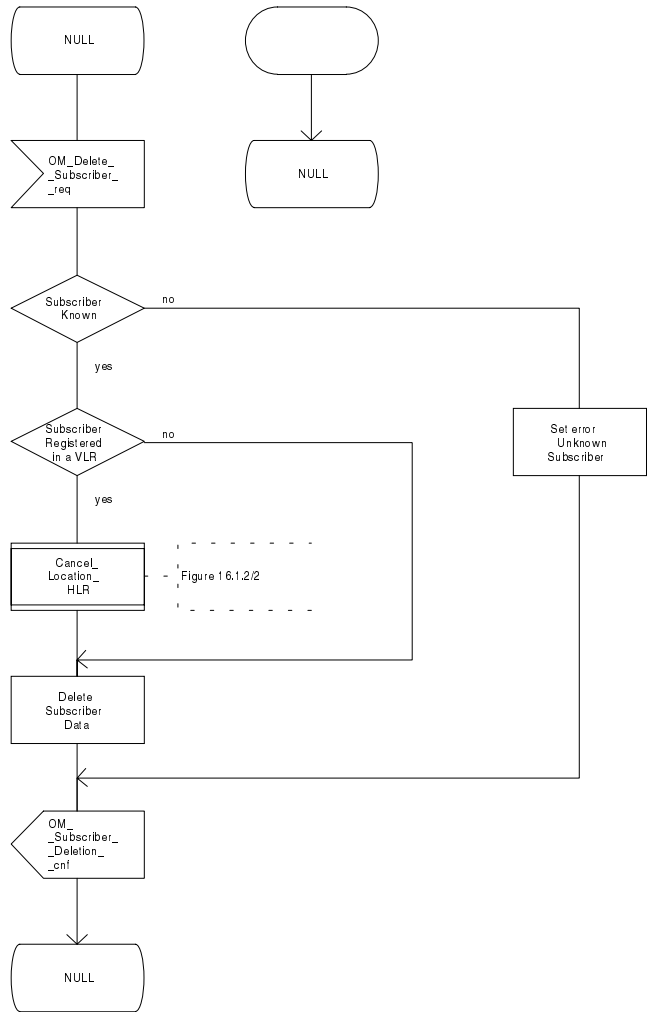 NULL
OM_Delete_
_Subscriber_
_req
NULL
Subscriber
Known
no
yes
Subscriber
Registered
in a VLR
no
Set error
Unknown
Subscriber
yes
Cancel_
Location_
HLR
Figure 16.1.2/2
Delete
Subscriber
Data
OM_
_Subscriber_
_Deletion_
_cnf
NULL